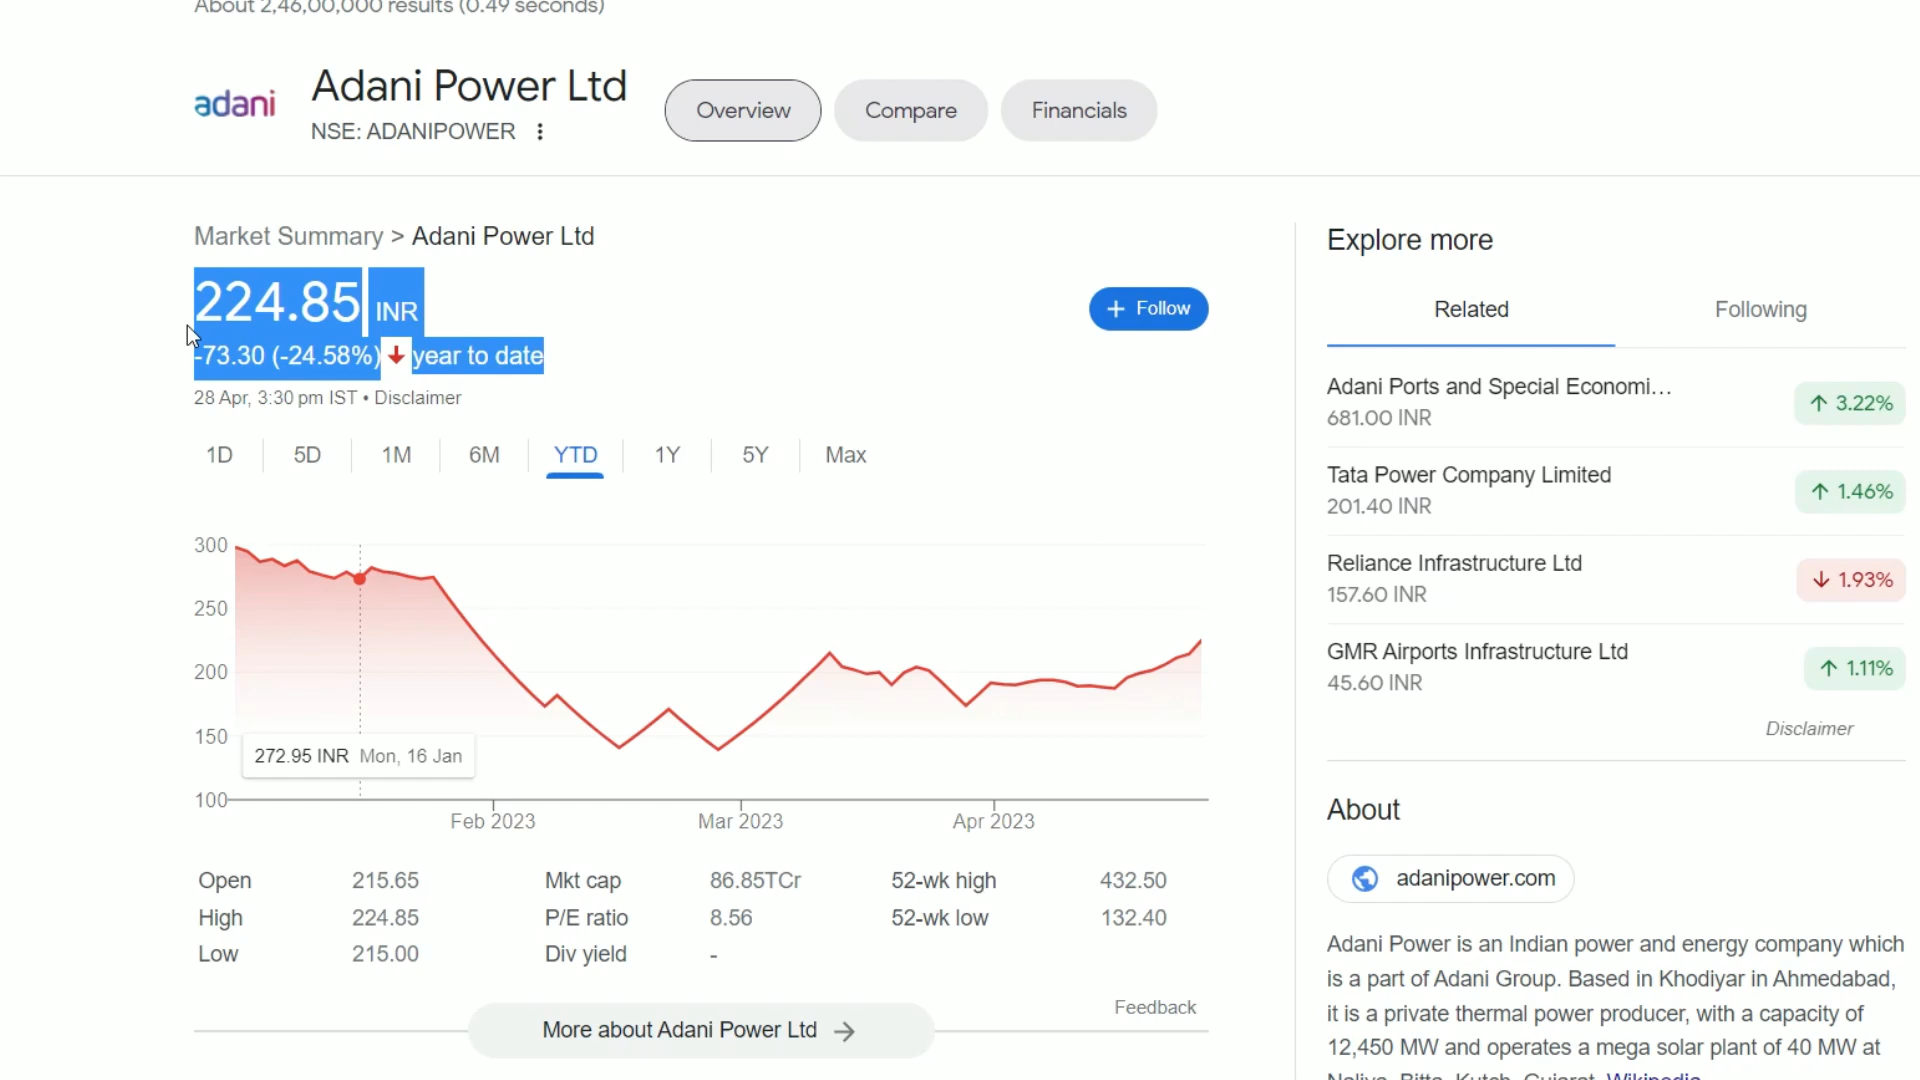 About 2,46,00,000 results (0.49 seconds)
adani
Adani Power Ltd
NSE: ADANIPOWER
Overview
Compare
Financials
Market Summary > Adani Power Ltd
224.85 INR
-73.30 (-24.58%) year to date
28 Apr, 3:30 pm IST • Disclaimer
+ Follow
1D 5D 1M 6M YTD 1Y 5Y Max
300
250
200
150
100
272.95 INR Mon, 16 Jan
Feb 2023 Mar 2023 Apr 2023
Open 215.65 Mkt cap 86.85TCr 52-wk high 432.50
High 224.85 P/E ratio 8.56 52-wk low 132.40
Low 215.00 Div yield -
Feedback
More about Adani Power Ltd
Explore more
Related Following
Adani Ports and Special Economi...
681.00 INR
3.22%
Tata Power Company Limited
201.40 INR
1.46%
Reliance Infrastructure Ltd
157.60 INR
1.93%
GMR Airports Infrastructure Ltd
45.60 INR
1.11%
Disclaimer
About
adanipower.com
Adani Power is an Indian power and energy company which
is a part of Adani Group. Based in Khodiyar in Ahmedabad,
it is a private thermal power producer, with a capacity of
12,450 MW and operates a mega solar plant of 40 MW at
Naliya, Bitta, Kutch, Gujarat. Wikipedia